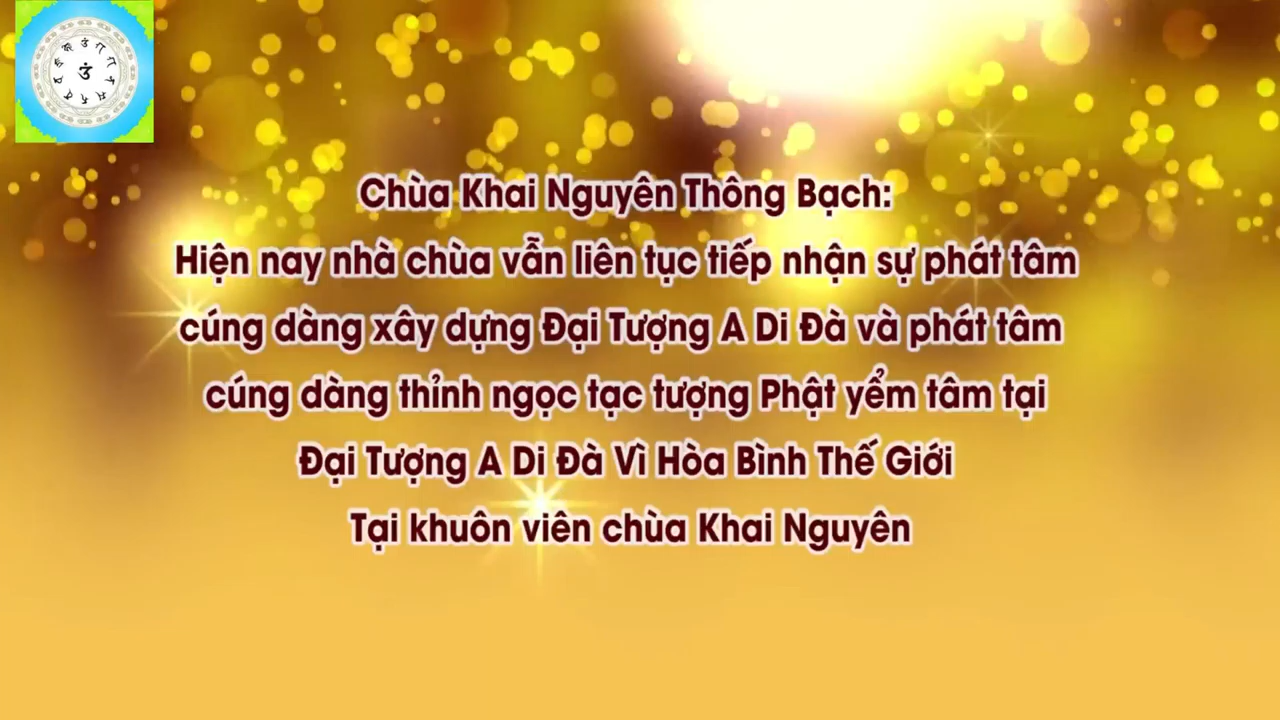 Chùa Khai Nguyên Thông Bạch:
Hiện nay nhà chùa vẫn liên tục tiếp nhận sự phát tâm
cúng dàng xây dựng Đại Tượng A Di Đà và phát tâm
cúng dàng thỉnh ngọc tạc tượng Phật yểm tâm tại
Đại Tượng A Di Đà Vì Hòa Bình Thế Giới
Tại khuôn viên chùa Khai Nguyên